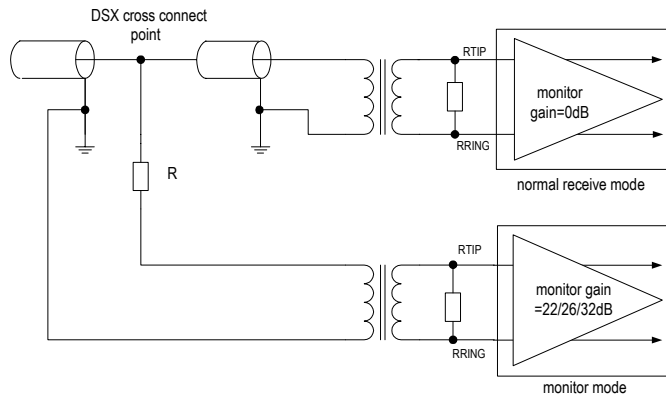 DSX cross connect
point
RTIP
monitor
gain=0dB
RRING
normal receive mode
R
RTIP
monitor gain
=22/26/32dB
RRING
monitor mode